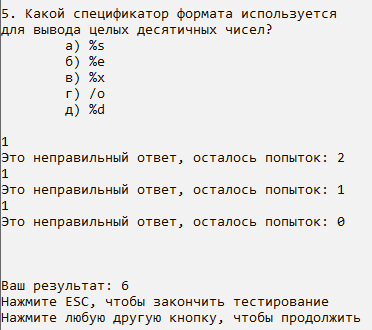 5. Какой спецификатор формата используется
для вывода целых десятичных чисел?
а) %s
б) %e
в) %x
г) /o
д) %d
1
Это неправильный ответ, осталось попыток: 2
1
Это неправильный ответ, осталось попыток: 1
1
Это неправильный ответ, осталось попыток: 0
Ваш результат: 6
Нажмите ESC, чтобы закончить тестирование
Нажмите любую другую кнопку, чтобы продолжить